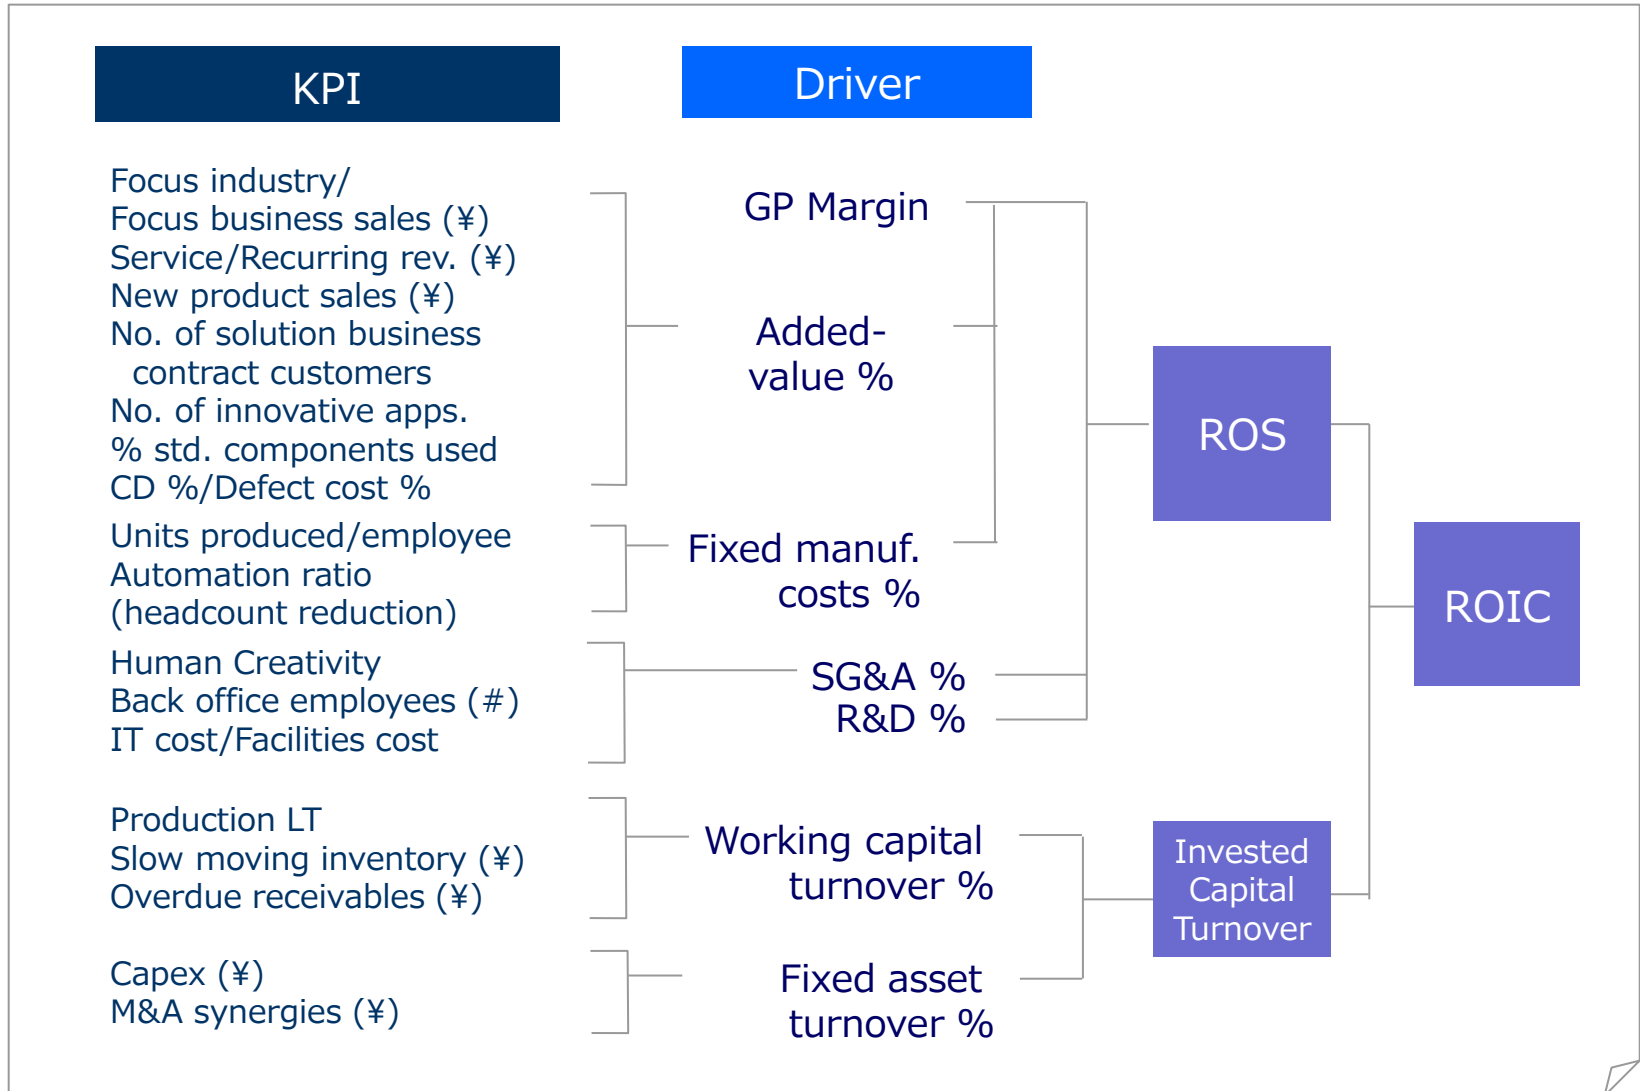 KPI
Driver
Focus industry/
Focus business sales (¥)
Service/Recurring rev. (¥)
New product sales (¥)
No. of solution business
contract customers
No. of innovative apps.
% std. components used
CD %/Defect cost %
Units produced/employee
Automation ratio
(headcount reduction)
Human Creativity
Back office employees (#)
IT cost/Facilities cost
Production LT
Slow moving inventory (¥)
Overdue receivables (¥)
Capex (¥)
M&A synergies (¥)
GP Margin
Added-
value %
Fixed manuf.
costs %
SG&A %
R&D %
Working capital
turnover %
Fixed asset
turnover %
ROS
Invested
Capital
Turnover
ROIC